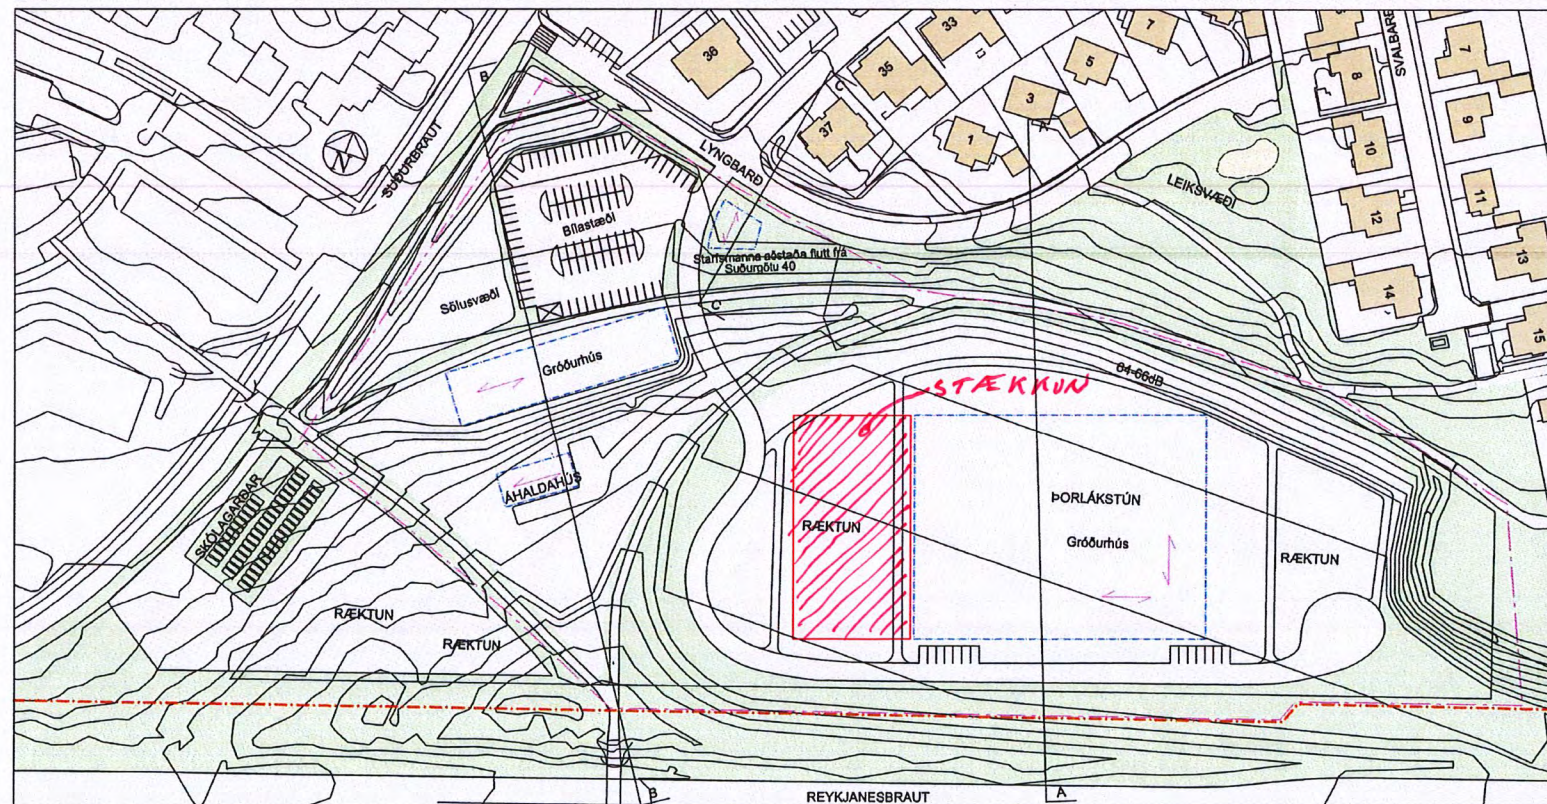 36
33
7
35
5
3
37
1
SVALBARÐ
8
7
9
10
11
12
13
14
15
B
N
SUÐURBRAUT
LYNGBARÐ
LEIKSVÆÐI
A
C
Bílastæði
Starfsmanna aðstaða flutt frá
Suðurgötu 40
Sölusvæði
C
Gróðurhús
64-66dB
STÆKKUN
ÁHALDAHÚS
SKÓLAGARÐAR
RÆKTUN
ÞORLÁKSTÚN
Gróðurhús
RÆKTUN
RÆKTUN
RÆKTUN
B
REYKJANESBRAUT
A